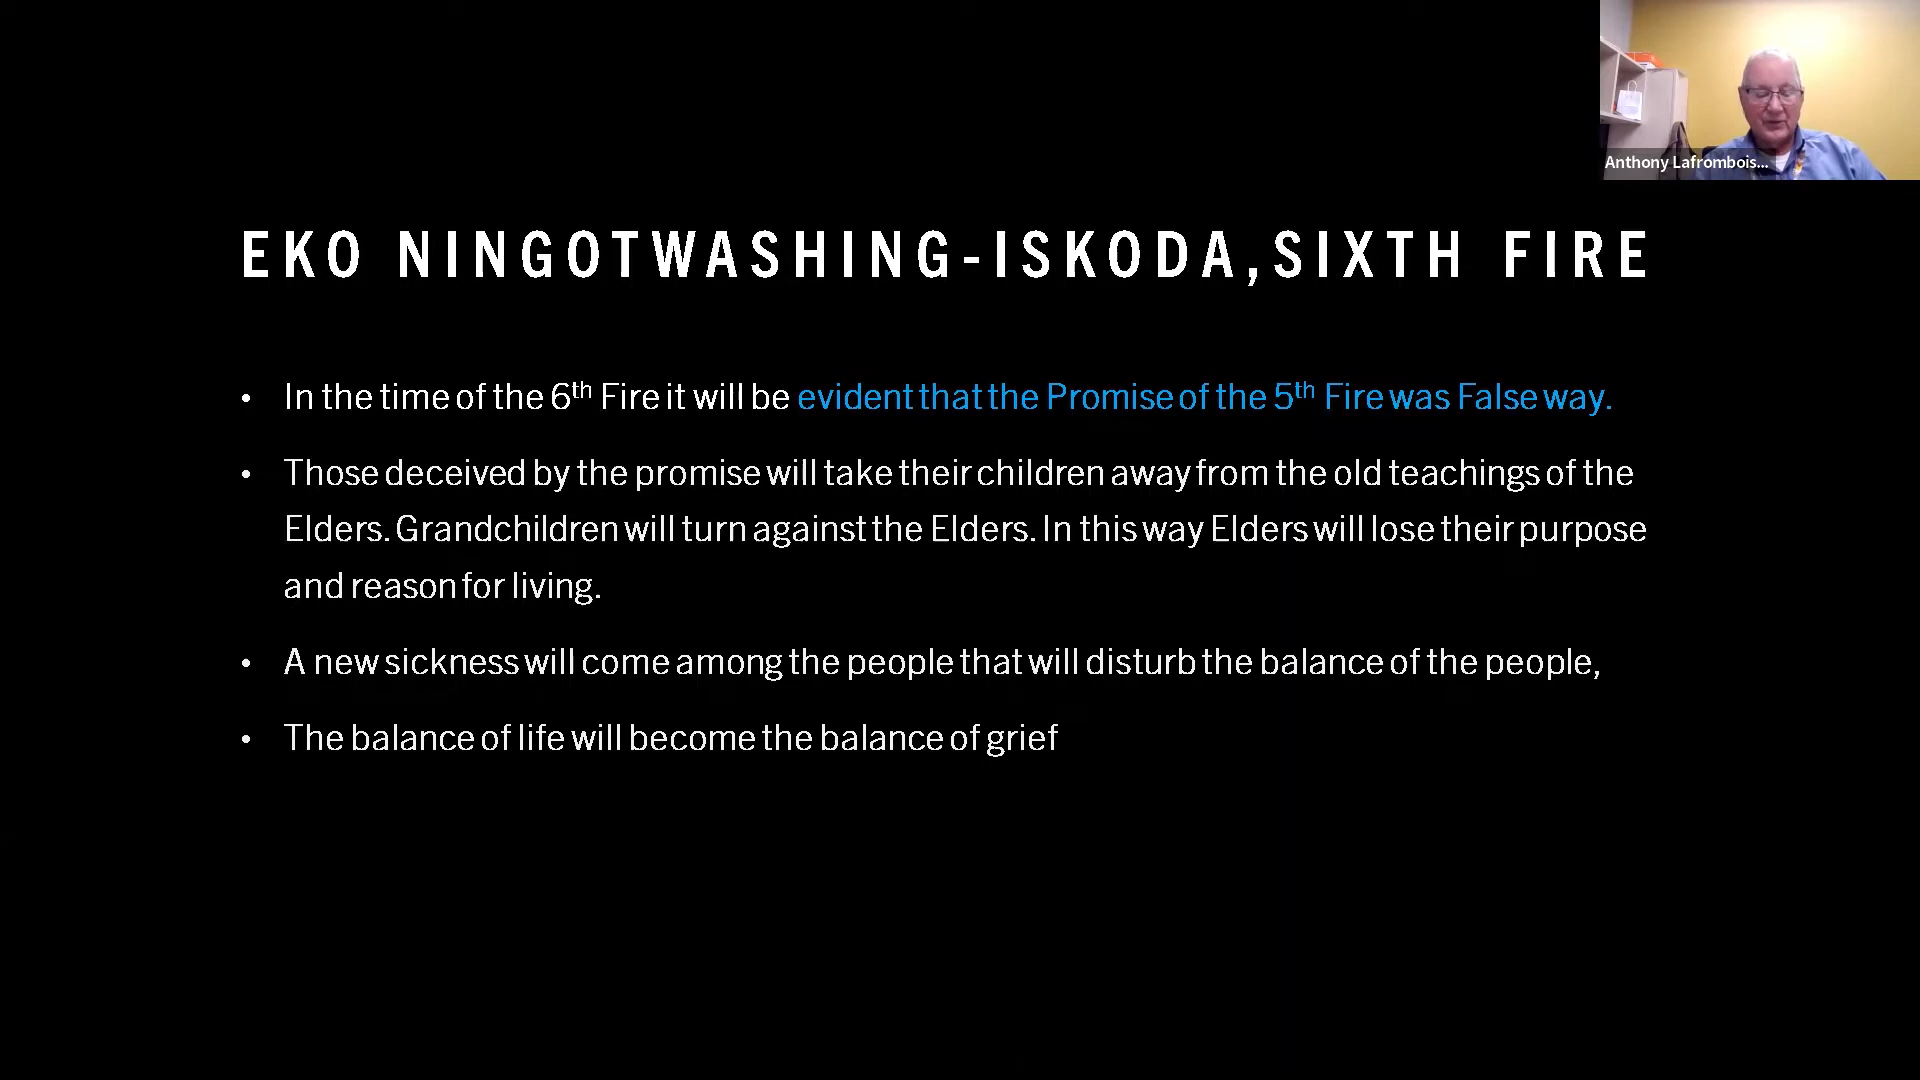 Anthony Lafrombois...
EKO NINGOTWASHING-ISKODA,SIXTH FIRE
• In the time of the 6th Fire it will be evident that the Promise of the 5th Fire was False way.
• Those deceived by the promise will take their children away from the old teachings of the
Elders. Grandchildren will turn against the Elders. In this way Elders will lose their purpose
and reason for living.
• A new sickness will come among the people that will disturb the balance of the people,
• The balance of life will become the balance of grief